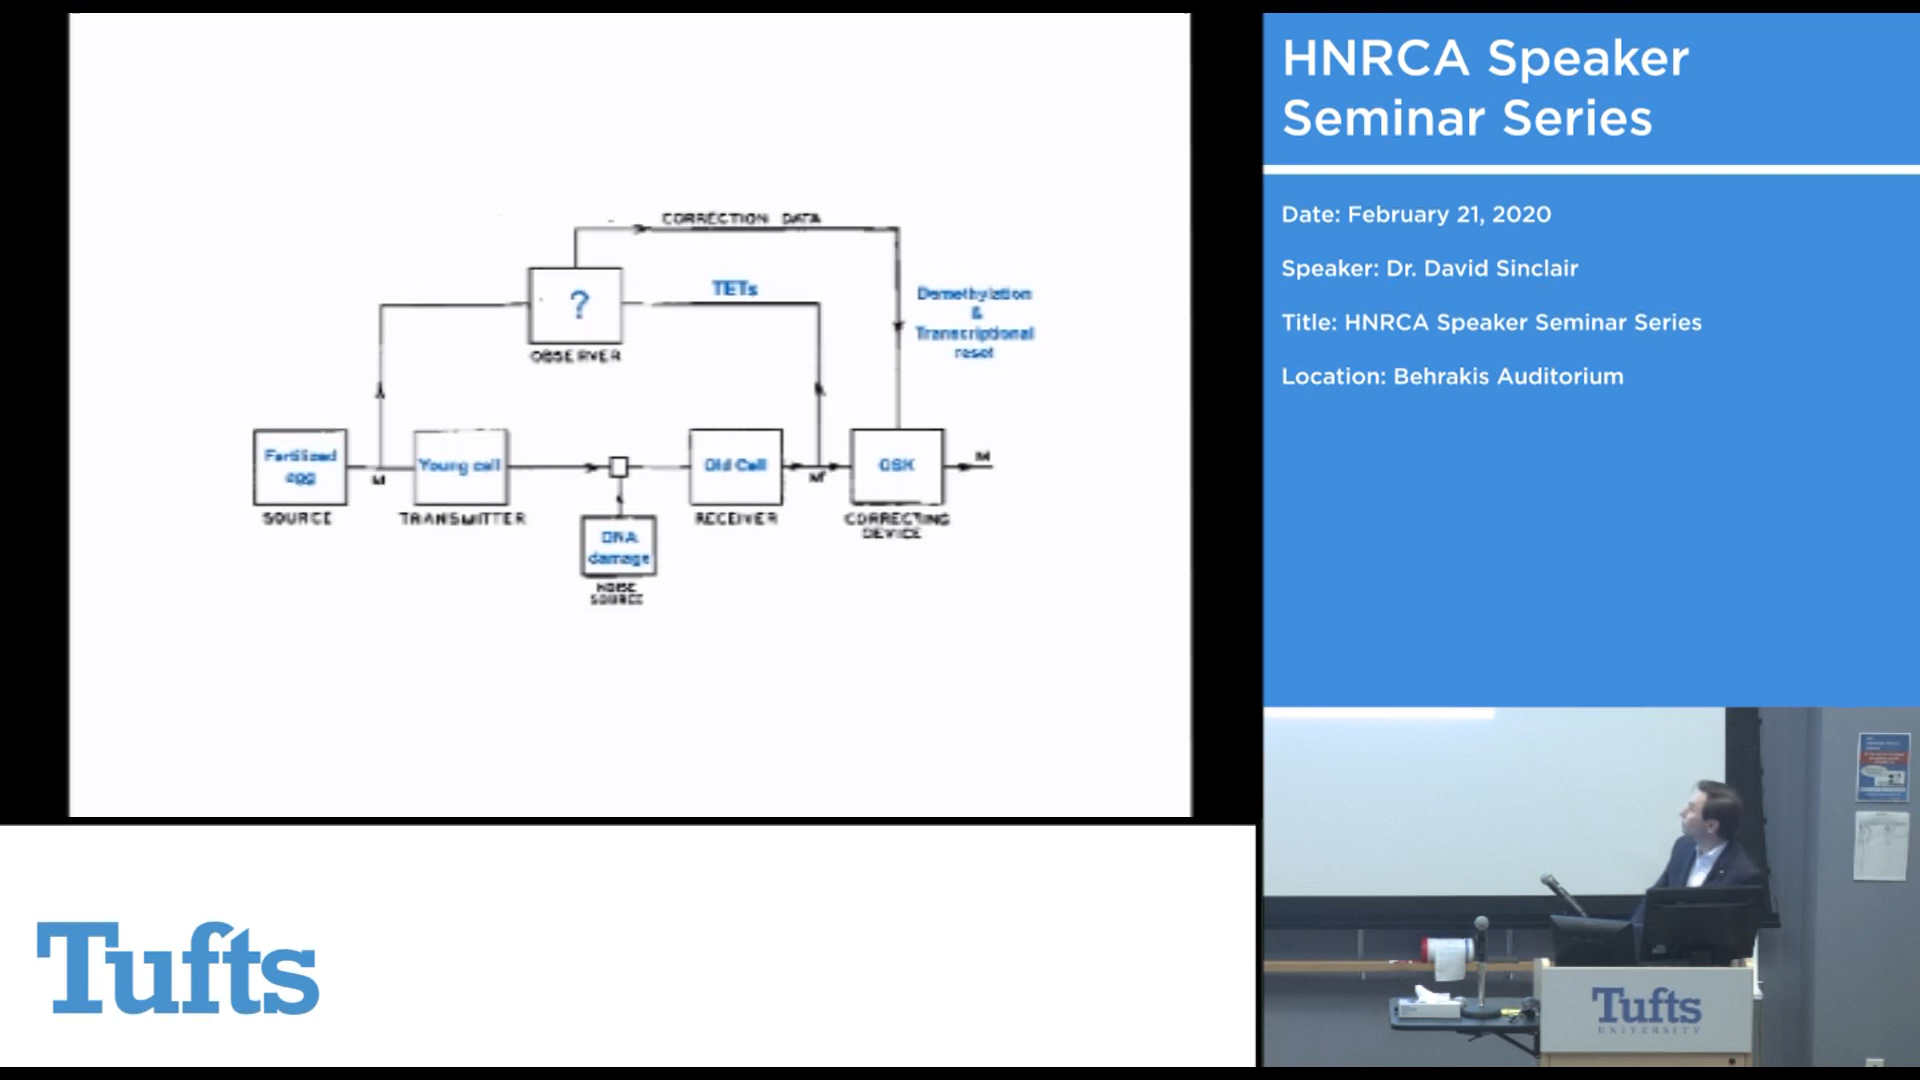 CORRECTION DATA
?
TETs
OBSERVER
Demethylation
&
Transcriptional
reset
Fertilized
egg
Young cell
Old Cell
OSK
M
M'
M
SOURCE
TRANSMITTER
RECEIVER
CORRECTING
DEVICE
DNA
damage
NOISE
SOURCE
HNRCA Speaker
Seminar Series
Date: February 21, 2020
Speaker: Dr. David Sinclair
Title: HNRCA Speaker Seminar Series
Location: Behrakis Auditorium
Tufts
Tufts
UNIVERSITY